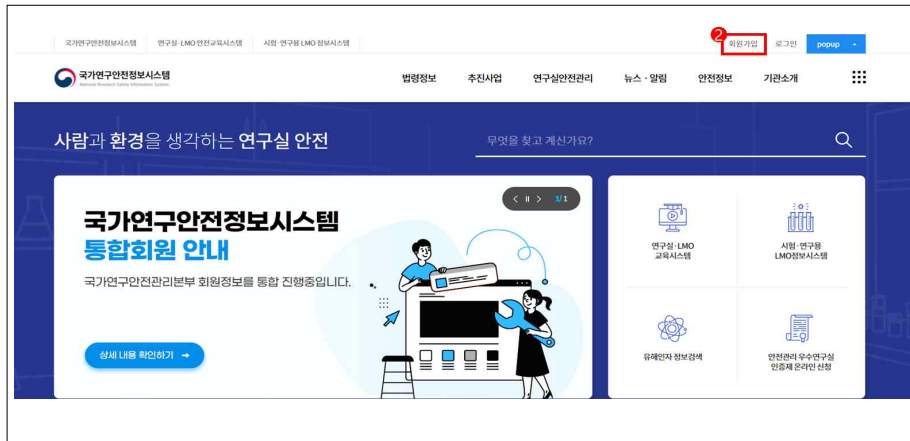 국가연구안전정보시스템 연구실·LMO 안전교육시스템 시험·연구용 LMO 정보시스템
2 회원가입 로그인 popup
국가연구안전정보시스템
National Research Safety Information System
법령정보 추진사업 연구실안전관리 뉴스·알림 안전정보 기관소개
사람과 환경을 생각하는 연구실 안전
무엇을 찾고 계신가요?
1/1
국가연구안전정보시스템
통합회원 안내
국가연구안전관리본부 회원정보를 통합 진행중입니다.
상세 내용 확인하기 →
연구실·LMO
교육시스템
시험·연구용
LMO정보시스템
유해인자 정보검색
안전관리 우수연구실
인증제 온라인 신청